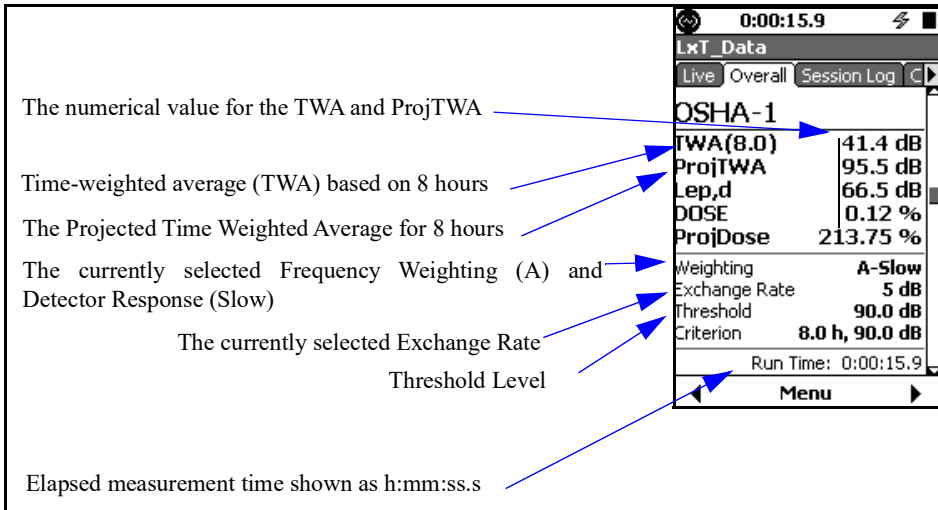 The numerical value for the TWA and ProjTWA
Time-weighted average (TWA) based on 8 hours
The Projected Time Weighted Average for 8 hours
The currently selected Frequency Weighting (A) and
Detector Response (Slow)
The currently selected Exchange Rate
Threshold Level
Elapsed measurement time shown as h:mm:ss.s
0:00:15.9
LxT_Data
Live Overall Session Log C
OSHA-1
TWA(8.0) 41.4 dB
ProjTWA 95.5 dB
Lep,d 66.5 dB
DOSE 0.12 %
ProjDose 213.75 %
Weighting A-Slow
Exchange Rate 5 dB
Threshold 90.0 dB
Criterion 8.0 h, 90.0 dB
Run Time: 0:00:15.9
Menu